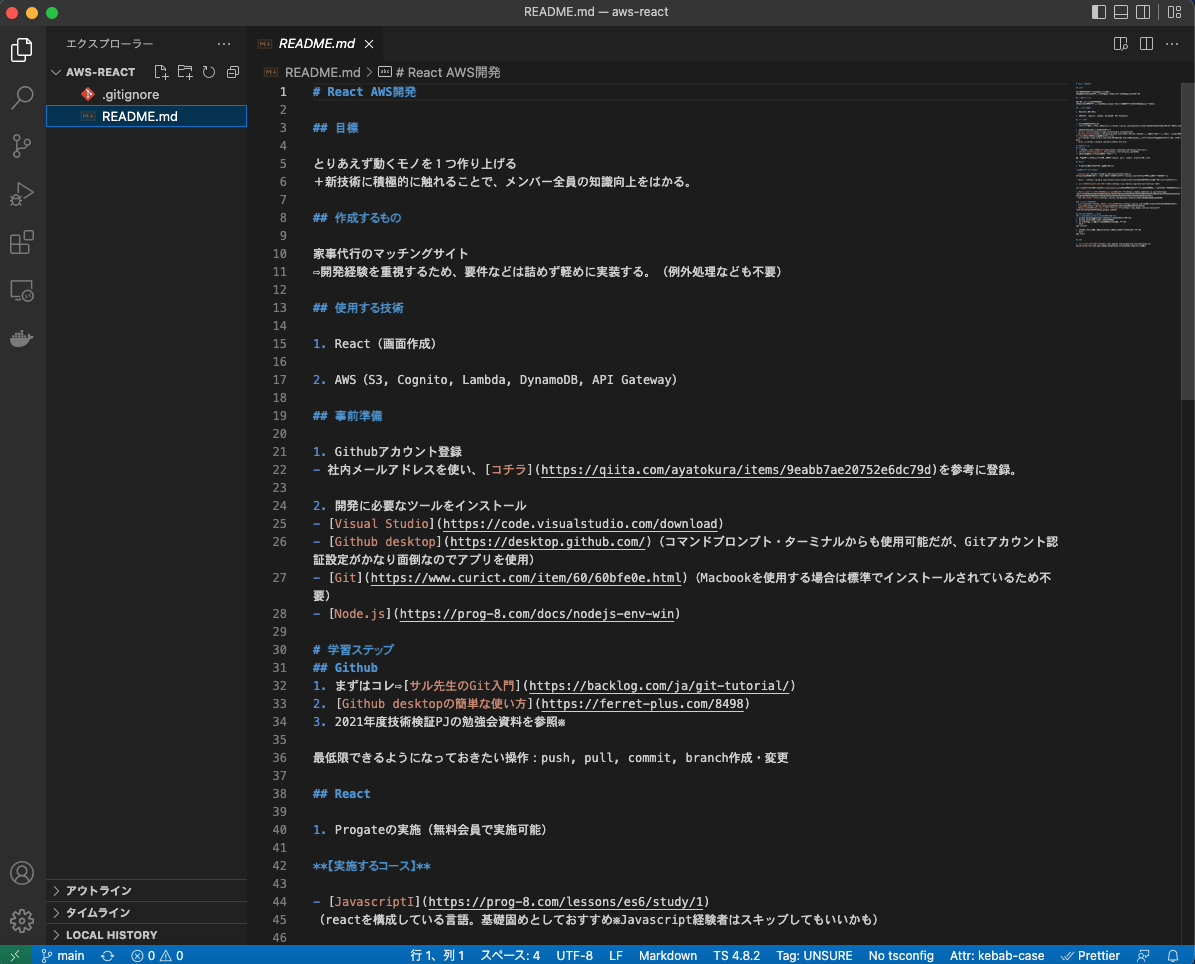 README.md — aws-react
エクスプローラー
AWS-REACT
.gitignore
README.md
アウトライン
タイムライン
LOCAL HISTORY
README.md
README.md > # React AWS開発
1 # React AWS開発
2
3 ## 目標
4
5 とりあえず動くモノを１つ作り上げる
6 ＋新技術に積極的に触れることで、メンバー全員の知識向上をはかる。
7
8 ## 作成するもの
9
10 家事代行のマッチングサイト
11 ⇨開発経験を重視するため、要件などは詰めず軽めに実装する。（例外処理なども不要）
12
13 ## 使用する技術
14
15 1. React（画面作成）
16
17 2. AWS（S3, Cognito, Lambda, DynamoDB, API Gateway）
18
19 ## 事前準備
20
21 1. Githubアカウント登録
22 - 社内メールアドレスを使い、[コチラ](https://qiita.com/ayatokura/items/9eabb7ae20752e6dc79d)を参考に登録。
23
24 2. 開発に必要なツールをインストール
25 - [Visual Studio](https://code.visualstudio.com/download)
26 - [Github desktop](https://desktop.github.com/)（コマンドプロンプト・ターミナルからも使用可能だが、Gitアカウント認
証設定がかなり面倒なのでアプリを使用）
27 - [Git](https://www.curict.com/item/60/60bfe0e.html)（Macbookを使用する場合は標準でインストールされているため不
要）
28 - [Node.js](https://prog-8.com/docs/nodejs-env-win)
29
30 # 学習ステップ
31 ## Github
32 1. まずはコレ⇨[サル先生のGit入門](https://backlog.com/ja/git-tutorial/)
33 2. [Github desktopの簡単な使い方](https://ferret-plus.com/8498)
34 3. 2021年度技術検証PJの勉強会資料を参照※
35
36 最低限できるようになっておきたい操作：push, pull, commit, branch作成・変更
37
38 ## React
39
40 1. Progateの実施（無料会員で実施可能）
41
42 **【実施するコース】**
43
44 - [JavascriptI](https://prog-8.com/lessons/es6/study/1)
45 （reactを構成している言語。基礎固めとしておすすめ※Javascript経験者はスキップしてもいいかも）
46
main 0 0 行 1、列 1 スペース: 4 UTF-8 LF Markdown TS 4.8.2 Tag: UNSURE No tsconfig Attr: kebab-case Prettier